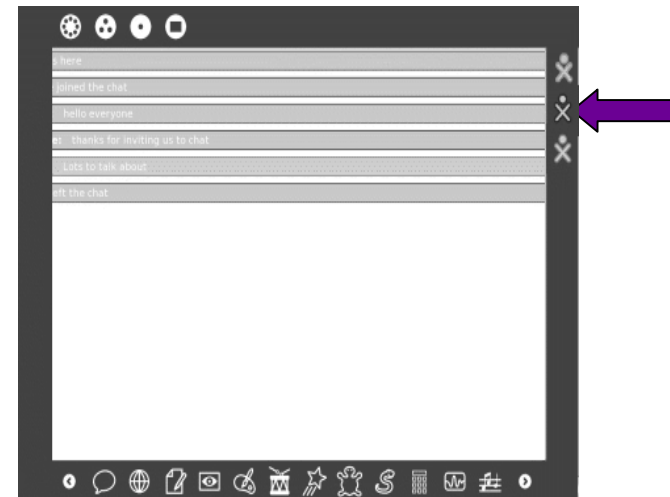 s here
joined the chat
hello everyone
e: thanks for inviting us to chat
Lots to talk about
eft the chat